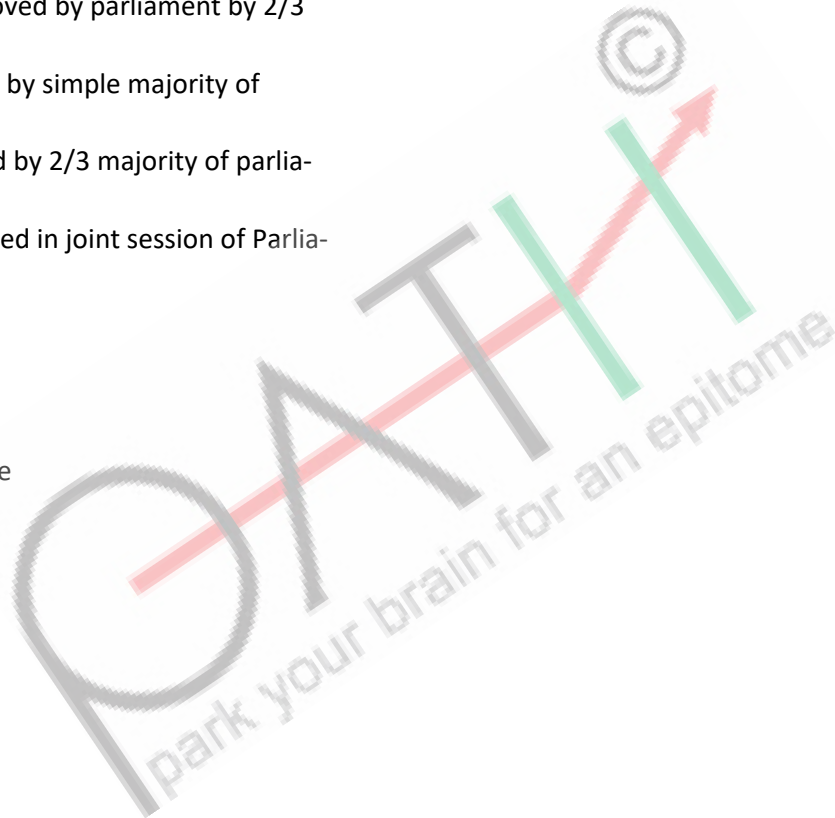 oved by parliament by 2/3
by simple majority of
d by 2/3 majority of parlia-
ed in joint session of Parlia-
e
©
PATH
park your brain for an epitome